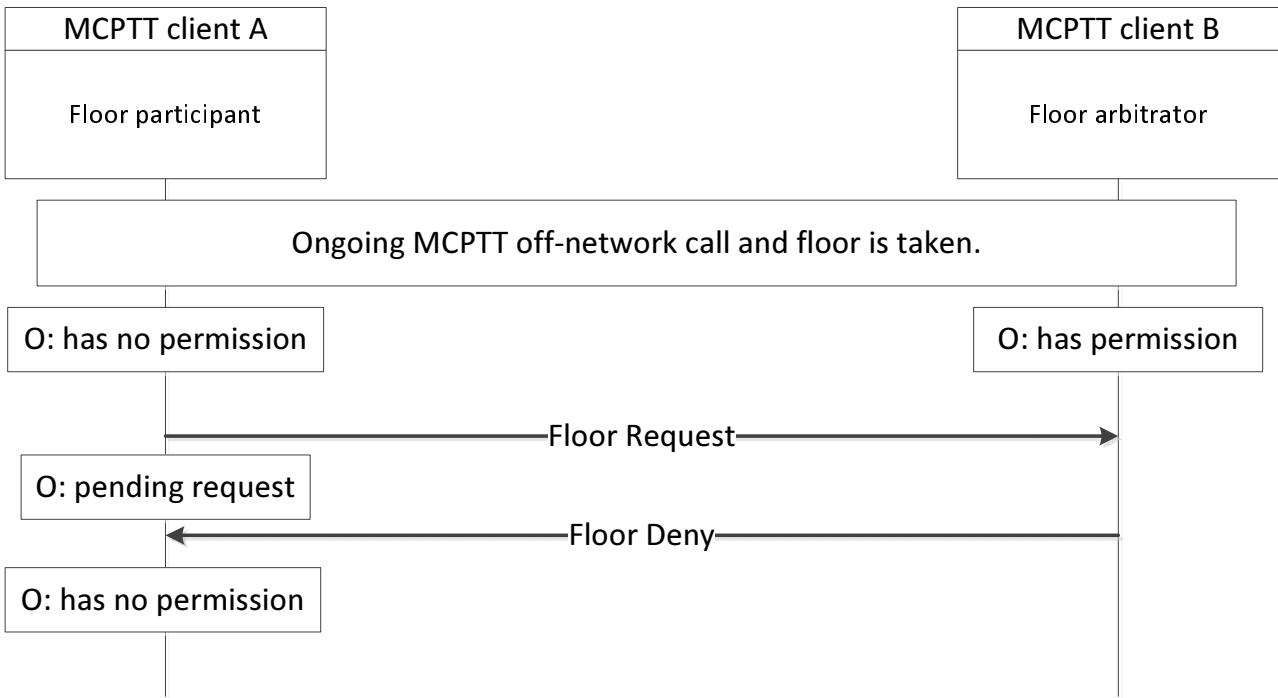 MCPTT client A
MCPTT client B
Floor participant
Floor arbitrator
Ongoing MCPTT off-network call and floor is taken.
O: has no permission
O: has permission
Floor Request
O: pending request
Floor Deny
O: has no permission